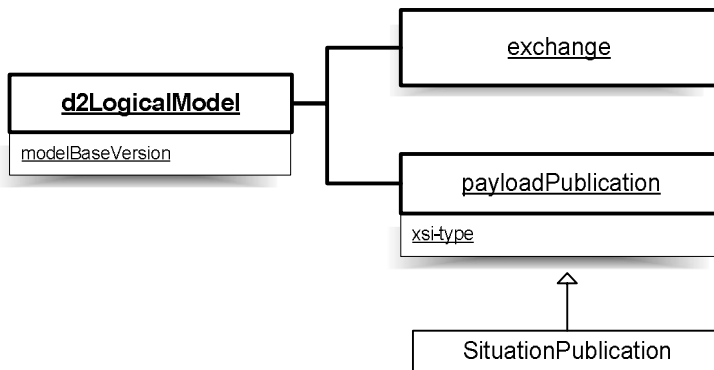 exchange
d2LogicalModel
modelBaseVersion
payloadPublication
xsi-type
SituationPublication